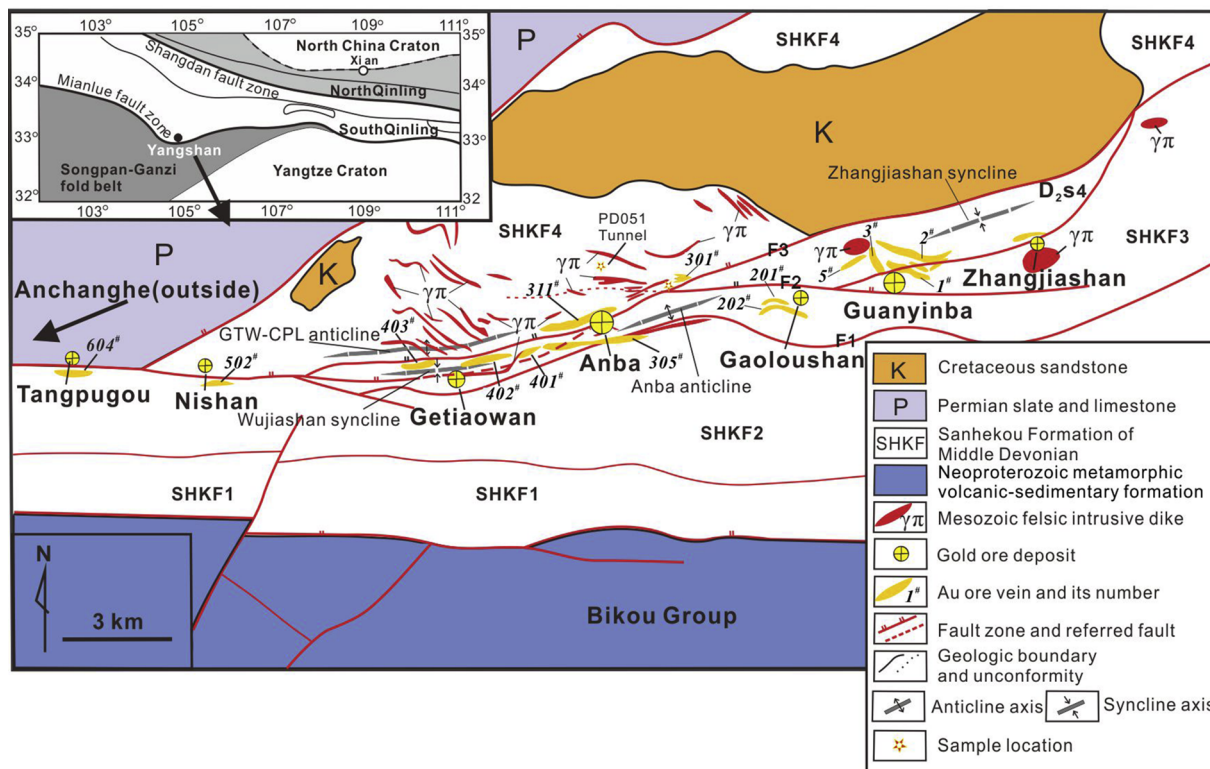 103° 105° 107° 109° 111°
35° 35°
North China Craton
Xi an
Shangdan fault zone
34° 34°
North Qinling
Mianlue fault zone
South Qinling
33° 33°
Yangshan
Songpan-Ganzi
fold belt
Yangtze Craton
32° 32
103° 105° 107° 109° 111°
P
SHKF4
SHKF4
K
γπ
Zhangjiashan syncline
D₂s4
SHKF3
SHKF4
γπ
PD051
Tunnel
γπ
F3
301#
γπ
3#
2#
5#
1#
γπ
Zhangjiashan
Guanyinba
P
K
Anchanghe(outside)
γπ
311#
γπ
201#
F2
202#
F1
GTW-CPL anticline
403#
Anba
305#
Gaoloushan
Anba anticline
604#
502#
402#
401#
Tangpugou
Nishan
Wujiashan syncline
Getiaowan
SHKF2
SHKF1
SHKF1
N
3 km
Bikou Group
K Cretaceous sandstone
P Permian slate and limestone
SHKF Sanhekou Formation of
Middle Devonian
Neoproterozoic metamorphic
volcanic-sedimentary formation
γπ Mesozoic felsic intrusive dike
Gold ore deposit
1# Au ore vein and its number
Fault zone and referred fault
Geologic boundary
and unconformity
Anticline axis Syncline axis
Sample location